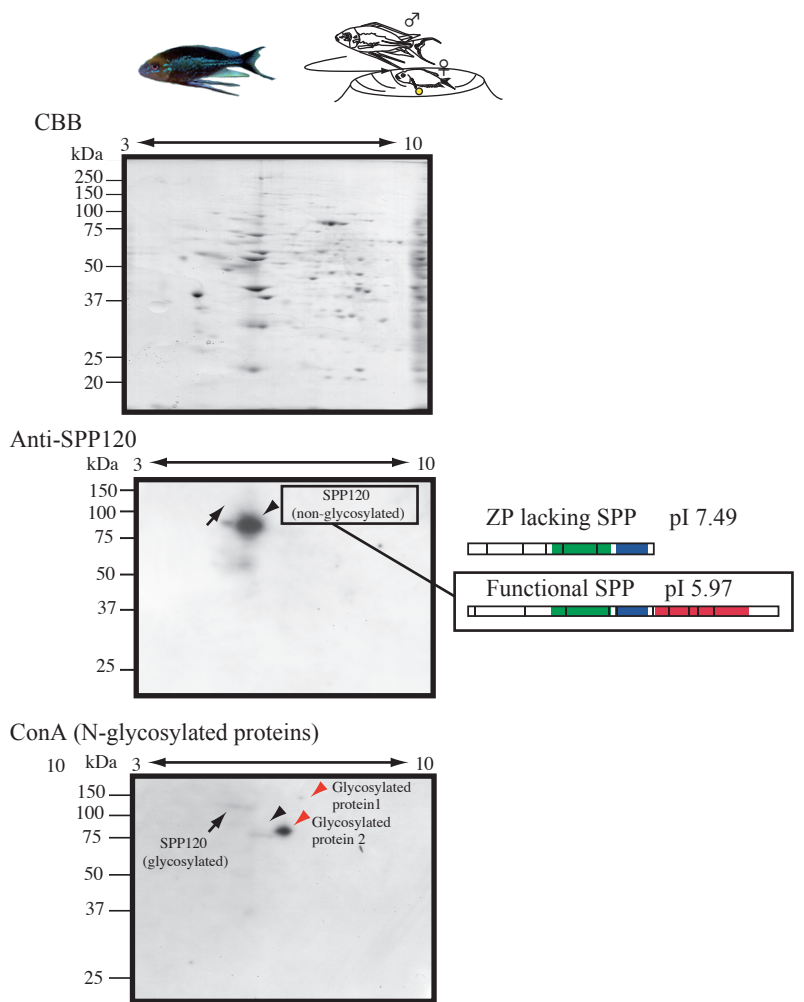 ♂
♀
CBB
3 10
kDa
250
150
100
75
50
37
25
20
Anti-SPP120
kDa 3 10
150
100
75
50
37
25
SPP120
(non-glycosylated)
ZP lacking SPP pI 7.49
Functional SPP pI 5.97
ConA (N-glycosylated proteins)
10 kDa 3 10
150
100
75
50
37
25
Glycosylated
protein1
Glycosylated
protein 2
SPP120
(glycosylated)